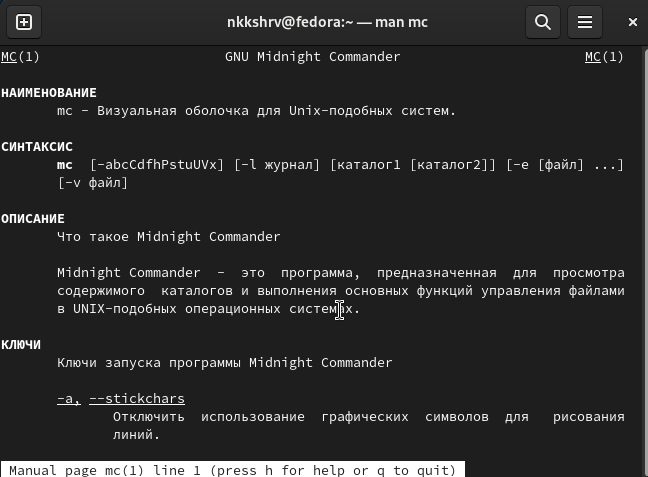 nkkshrv@fedora:~ — man mc
MC(1) GNU Midnight Commander MC(1)
НАИМЕНОВАНИЕ
mc - Визуальная оболочка для Unix-подобных систем.
СИНТАКСИС
mc [-abcCdfhPstuUVx] [-l журнал] [каталог1 [каталог2]] [-e [файл] ...]
[-v файл]
ОПИСАНИЕ
Что такое Midnight Commander
Midnight Commander - это программа, предназначенная для просмотра
содержимого каталогов и выполнения основных функций управления файлами
в UNIX-подобных операционных системах.
КЛЮЧИ
Ключи запуска программы Midnight Commander
-a, --stickchars
Отключить использование графических символов для рисования
линий.
Manual page mc(1) line 1 (press h for help or q to quit)